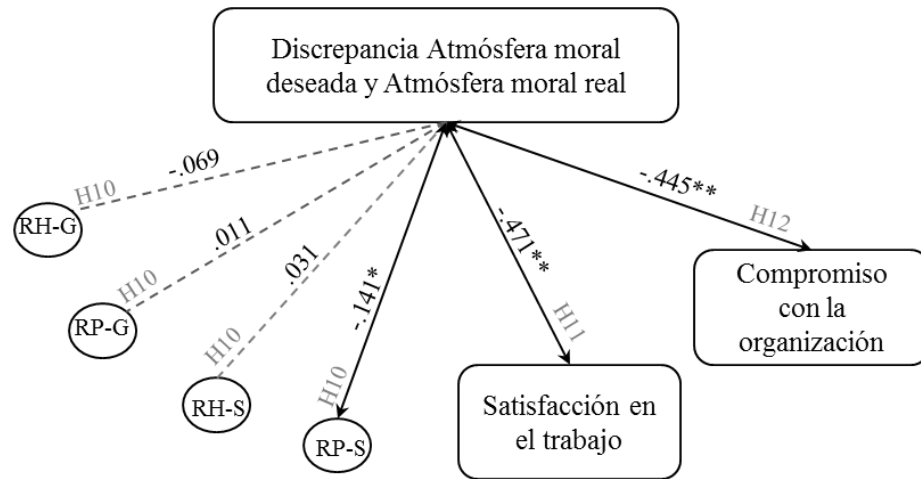 Discrepancia Atmósfera moral
deseada y Atmósfera moral real
-.069
H10
RH-G
.011
H10
RP-G
.031
H10
RH-S
-.141*
H10
RP-S
-.471**
H11
Satisfacción en
el trabajo
-.445**
H12
Compromiso
con la
organización